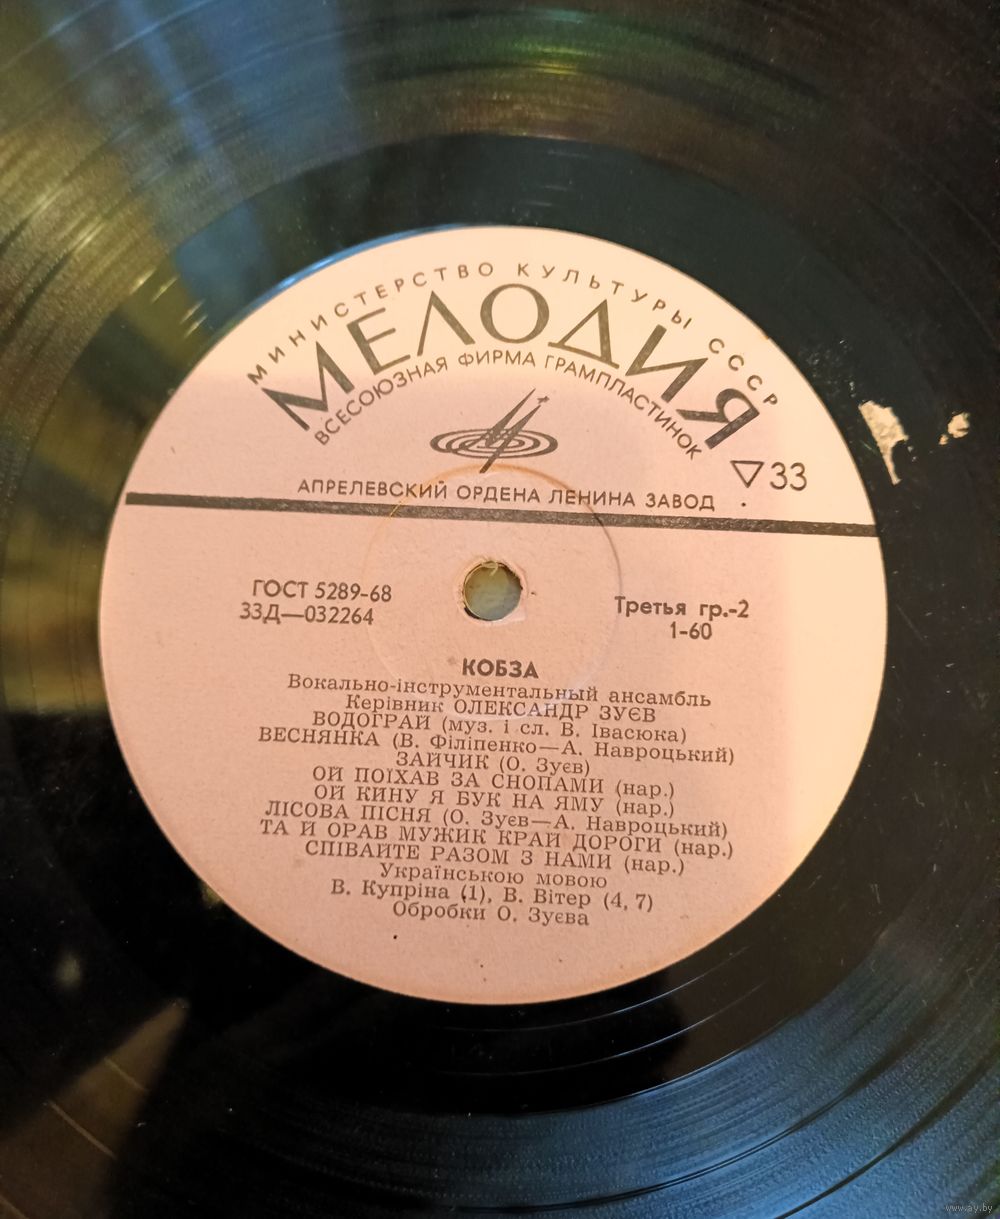 МИНИСТЕРСТВО КУЛЬТУРЫ СССР
МЕЛОДИЯ
ВСЕСОЮЗНАЯ ФИРМА ГРАМПЛАСТИНОК
▽33
АПРЕЛЕВСКИЙ ОРДЕНА ЛЕНИНА ЗАВОД
ГОСТ 5289-68
33Д—032264
Третья гр.-2
1-60
КОБЗА
Вокально-інструментальный ансамбль
Керівник ОЛЕКСАНДР ЗУЄВ
ВОДОГРАЙ (муз. і сл. В. Івасюка)
ВЕСНЯНКА (В. Філіпенко—А. Навроцький)
ЗАЙЧИК (О. Зуєв)
ОЙ ПОЇХАВ ЗА СНОПАМИ (нар.)
ОЙ КИНУ Я БУК НА ЯМУ (нар.)
ЛІСОВА ПІСНЯ (О. Зуєв—А. Навроцький)
ТА Й ОРАВ МУЖИК КРАЙ ДОРОГИ (нар.)
СПІВАЙТЕ РАЗОМ З НАМИ (нар.)
Українською мовою
В. Купріна (1), В. Вітер (4, 7)
Обробки О. Зуєва
www.ay.by